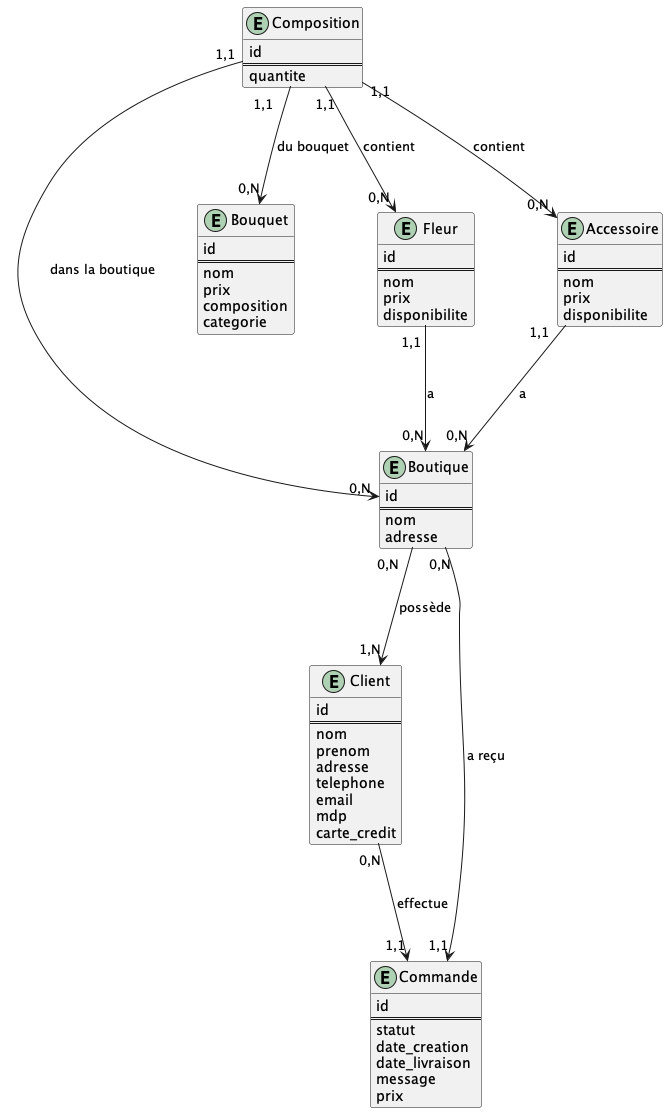 E Composition
id
quantite
1,1
1,1
1,1
1,1
du bouquet
contient
contient
0,N
0,N
0,N
E Bouquet
id
nom
prix
composition
categorie
E Fleur
id
nom
prix
disponibilite
E Accessoire
id
nom
prix
disponibilite
dans la boutique
1,1
1,1
a
a
0,N
0,N
0,N
E Boutique
id
nom
adresse
0,N
0,N
possède
1,N
E Client
id
nom
prenom
adresse
telephone
email
mdp
carte_credit
a reçu
0,N
effectue
1,1
1,1
E Commande
id
statut
date_creation
date_livraison
message
prix